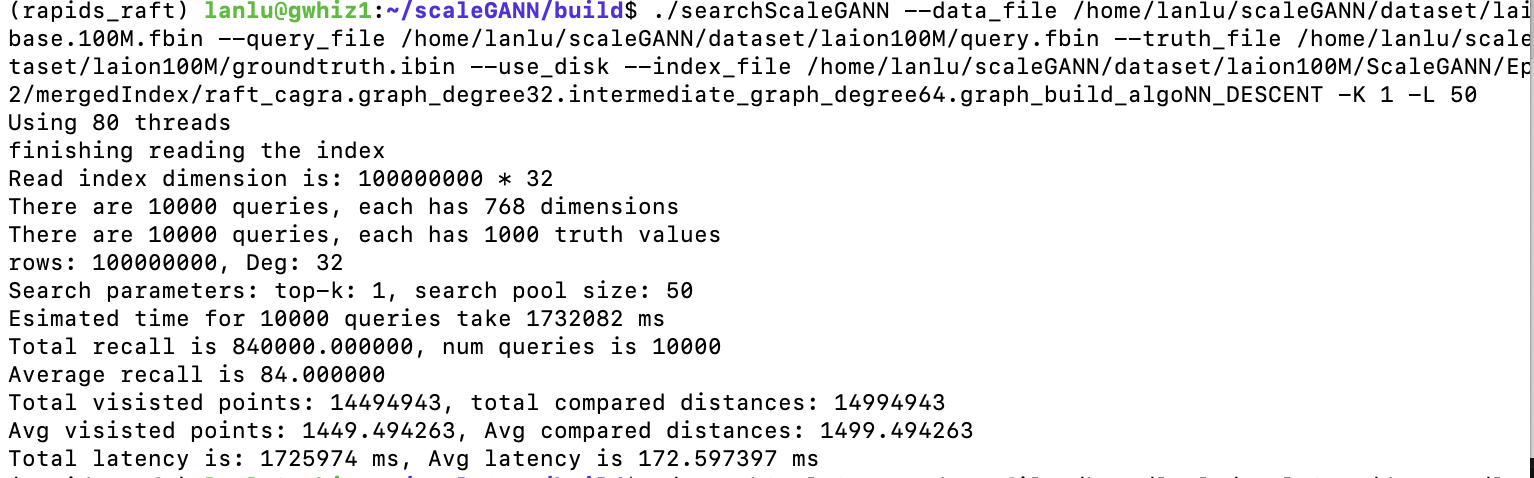 (rapids_raft) lanlu@gwhiz1:~/scaleGANN/build$ ./searchScaleGANN --data_file /home/lanlu/scaleGANN/dataset/lai
base.100M.fbin --query_file /home/lanlu/scaleGANN/dataset/laion100M/query.fbin --truth_file /home/lanlu/scale
taset/laion100M/groundtruth.ibin --use_disk --index_file /home/lanlu/scaleGANN/dataset/laion100M/ScaleGANN/Ep
2/mergedIndex/raft_cagra.graph_degree32.intermediate_graph_degree64.graph_build_algoNN_DESCENT -K 1 -L 50
Using 80 threads
finishing reading the index
Read index dimension is: 100000000 * 32
There are 10000 queries, each has 768 dimensions
There are 10000 queries, each has 1000 truth values
rows: 100000000, Deg: 32
Search parameters: top-k: 1, search pool size: 50
Esimated time for 10000 queries take 1732082 ms
Total recall is 840000.000000, num queries is 10000
Average recall is 84.000000
Total visisted points: 14494943, total compared distances: 14994943
Avg visisted points: 1449.494263, Avg compared distances: 1499.494263
Total latency is: 1725974 ms, Avg latency is 172.597397 ms